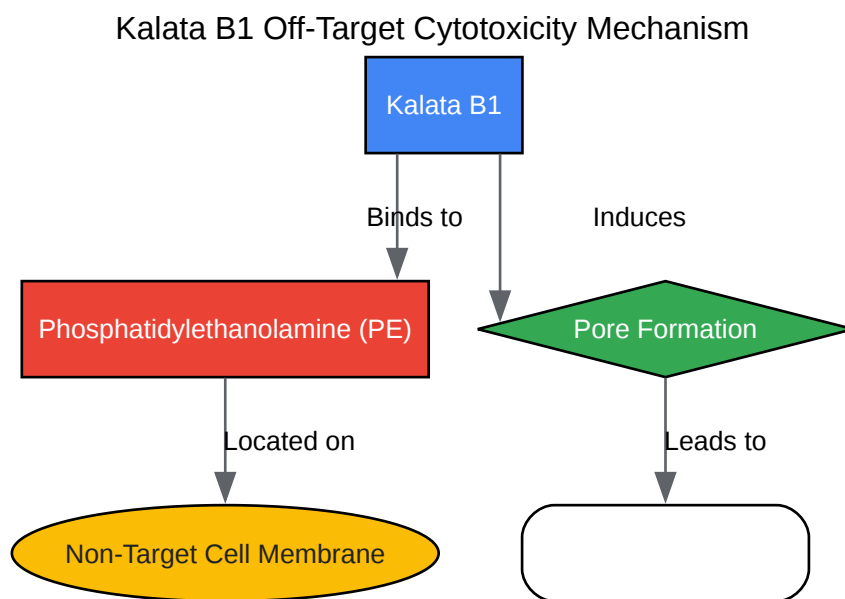 Kalata B1 Off-Target Cytotoxicity Mechanism
Kalata B1
Binds to
Induces
Phosphatidylethanolamine (PE)
Pore Formation
Located on
Leads to
Non-Target Cell Membrane